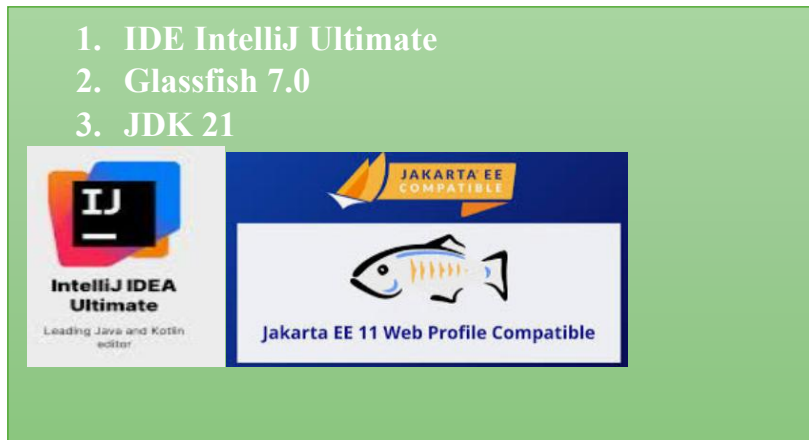 1. IDE IntelliJ Ultimate
2. Glassfish 7.0
3. JDK 21
IJ
IntelliJ IDEA
Ultimate
Leading Java and Kotlin
editor
JAKARTA EE
COMPATIBLE
Jakarta EE 11 Web Profile Compatible